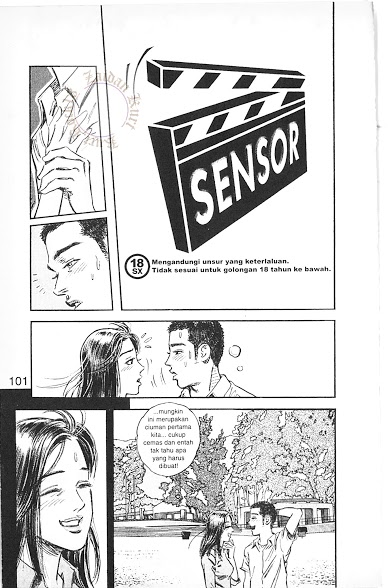 SENSOR
18
SX
Mengandungi unsur yang keterlaluan.
Tidak sesuai untuk golongan 18 tahun ke bawah.
101
...mungkin
ini merupakan
ciuman pertama
kita... cukup
cemas dan entah
tak tahu apa
yang harus
dibuat!